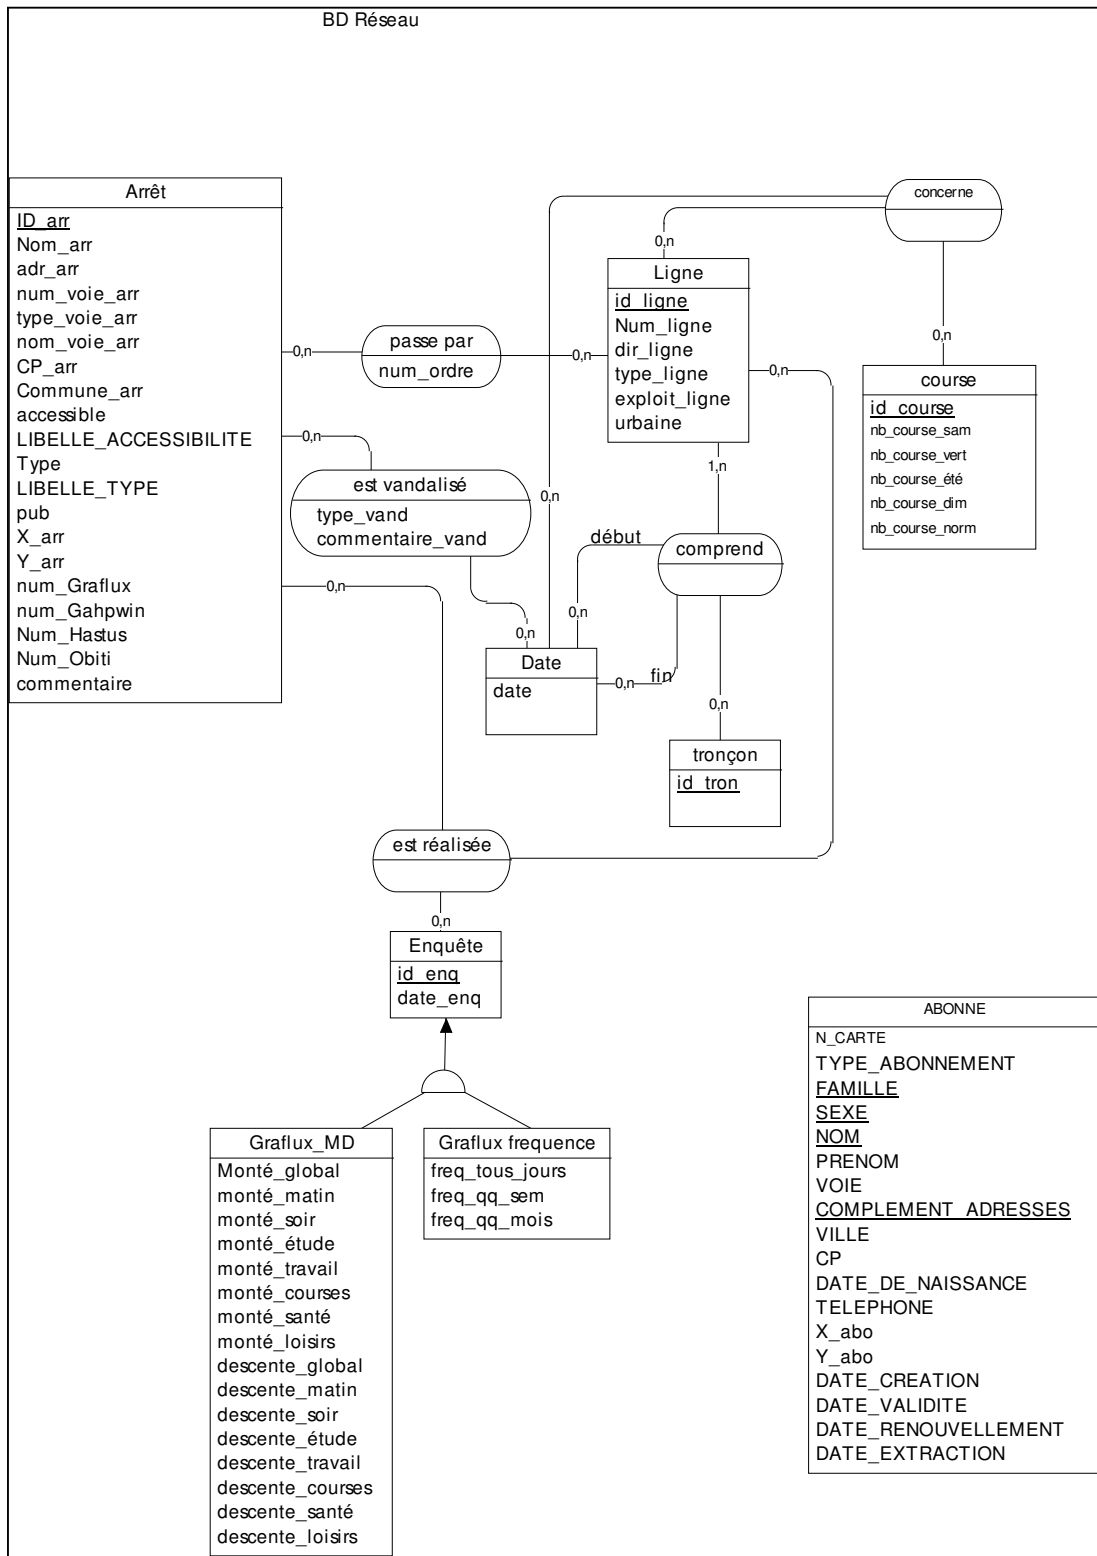 BD Réseau
Arrêt
ID_arr
Nom_arr
adr_arr
num_voie_arr
type_voie_arr
nom_voie_arr
CP_arr
Commune_arr
accessible
LIBELLE_ACCESSIBILITE
Type
LIBELLE_TYPE
pub
X_arr
Y_arr
num_Graflux
num_Gahpwin
Num_Hastus
Num_Obiti
commentaire
0,n
passe par
num_ordre
0,n
0,n
est vandalisé
type_vand
commentaire_vand
0,n
0,n
concerne
0,n
Ligne
id_ligne
Num_ligne
dir_ligne
type_ligne
exploit_ligne
urbaine
0,n
1,n
0,n
course
id_course
nb_course_sam
nb_course_vert
nb_course_été
nb_course_dim
nb_course_norm
0,n
début
comprend
0,n
Date
date
0,n
fin
0,n
tronçon
id_tron
est réalisée
0,n
Enquête
id_enq
date_enq
Graflux_MD
Monté_global
monté_matin
monté_soir
monté_étude
monté_travail
monté_courses
monté_santé
monté_loisirs
descente_global
descente_matin
descente_soir
descente_étude
descente_travail
descente_courses
descente_santé
descente_loisirs
Graflux frequence
freq_tous_jours
freq_qq_sem
freq_qq_mois
ABONNE
N_CARTE
TYPE_ABONNEMENT
FAMILLE
SEXE
NOM
PRENOM
VOIE
COMPLEMENT_ADRESSES
VILLE
CP
DATE_DE_NAISSANCE
TELEPHONE
X_abo
Y_abo
DATE_CREATION
DATE_VALIDITE
DATE_RENOUVELLEMENT
DATE_EXTRACTION